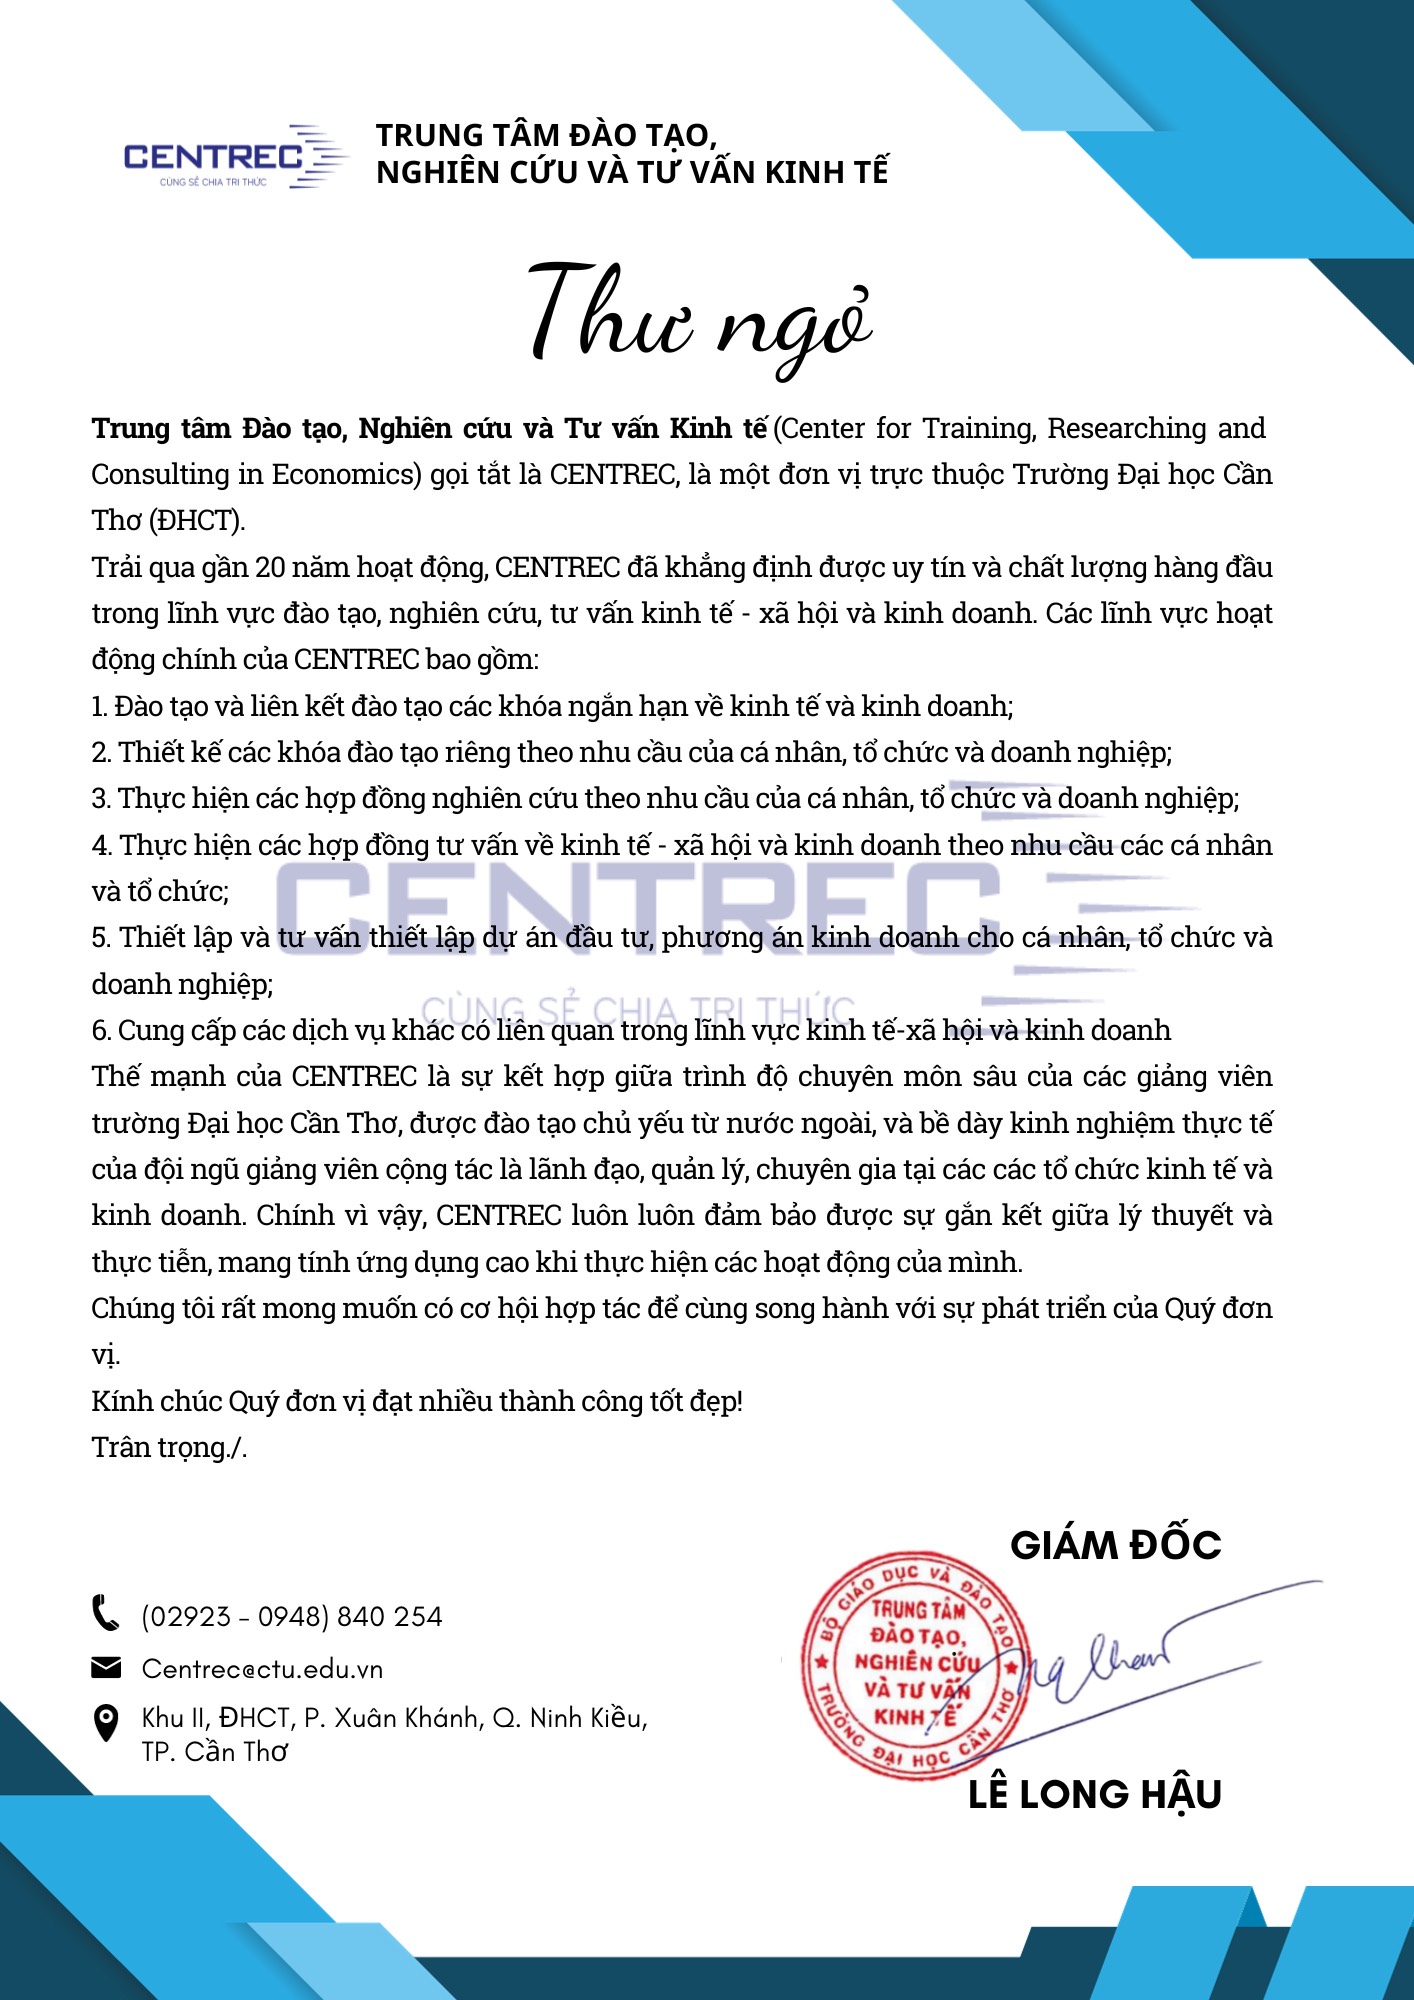 CENTREC
CÙNG SẺ CHIA TRI THỨC
TRUNG TÂM ĐÀO TẠO,
NGHIÊN CỨU VÀ TƯ VẤN KINH TẾ
Thư ngỏ
Trung tâm Đào tạo, Nghiên cứu và Tư vấn Kinh tế (Center for Training, Researching and
Consulting in Economics) gọi tắt là CENTREC, là một đơn vị trực thuộc Trường Đại học Cần
Thơ (ĐHCT).
Trải qua gần 20 năm hoạt động, CENTREC đã khẳng định được uy tín và chất lượng hàng đầu
trong lĩnh vực đào tạo, nghiên cứu, tư vấn kinh tế - xã hội và kinh doanh. Các lĩnh vực hoạt
động chính của CENTREC bao gồm:
1. Đào tạo và liên kết đào tạo các khóa ngắn hạn về kinh tế và kinh doanh;
2. Thiết kế các khóa đào tạo riêng theo nhu cầu của cá nhân, tổ chức và doanh nghiệp;
3. Thực hiện các hợp đồng nghiên cứu theo nhu cầu của cá nhân, tổ chức và doanh nghiệp;
4. Thực hiện các hợp đồng tư vấn về kinh tế - xã hội và kinh doanh theo nhu cầu các cá nhân
và tổ chức;
CENTREC
5. Thiết lập và tư vấn thiết lập dự án đầu tư, phương án kinh doanh cho cá nhân, tổ chức và
doanh nghiệp;
CÙNG SẺ CHIA TRI THỨC
6. Cung cấp các dịch vụ khác có liên quan trong lĩnh vực kinh tế-xã hội và kinh doanh
Thế mạnh của CENTREC là sự kết hợp giữa trình độ chuyên môn sâu của các giảng viên
trường Đại học Cần Thơ, được đào tạo chủ yếu từ nước ngoài, và bề dày kinh nghiệm thực tế
của đội ngũ giảng viên cộng tác là lãnh đạo, quản lý, chuyên gia tại các các tổ chức kinh tế và
kinh doanh. Chính vì vậy, CENTREC luôn luôn đảm bảo được sự gắn kết giữa lý thuyết và
thực tiễn, mang tính ứng dụng cao khi thực hiện các hoạt động của mình.
Chúng tôi rất mong muốn có cơ hội hợp tác để cùng song hành với sự phát triển của Quý đơn
vị.
Kính chúc Quý đơn vị đạt nhiều thành công tốt đẹp!
Trân trọng./.
GIÁM ĐỐC
BỘ GIÁO DỤC VÀ ĐÀO TẠO
TRUNG TÂM
ĐÀO TẠO,
NGHIÊN CỨU
VÀ TƯ VẤN
KINH TẾ
TRƯỜNG ĐẠI HỌC CẦN THƠ
LÊ LONG HẬU
(02923 - 0948) 840 254
Centrec@ctu.edu.vn
Khu II, ĐHCT, P. Xuân Khánh, Q. Ninh Kiều,
TP. Cần Thơ